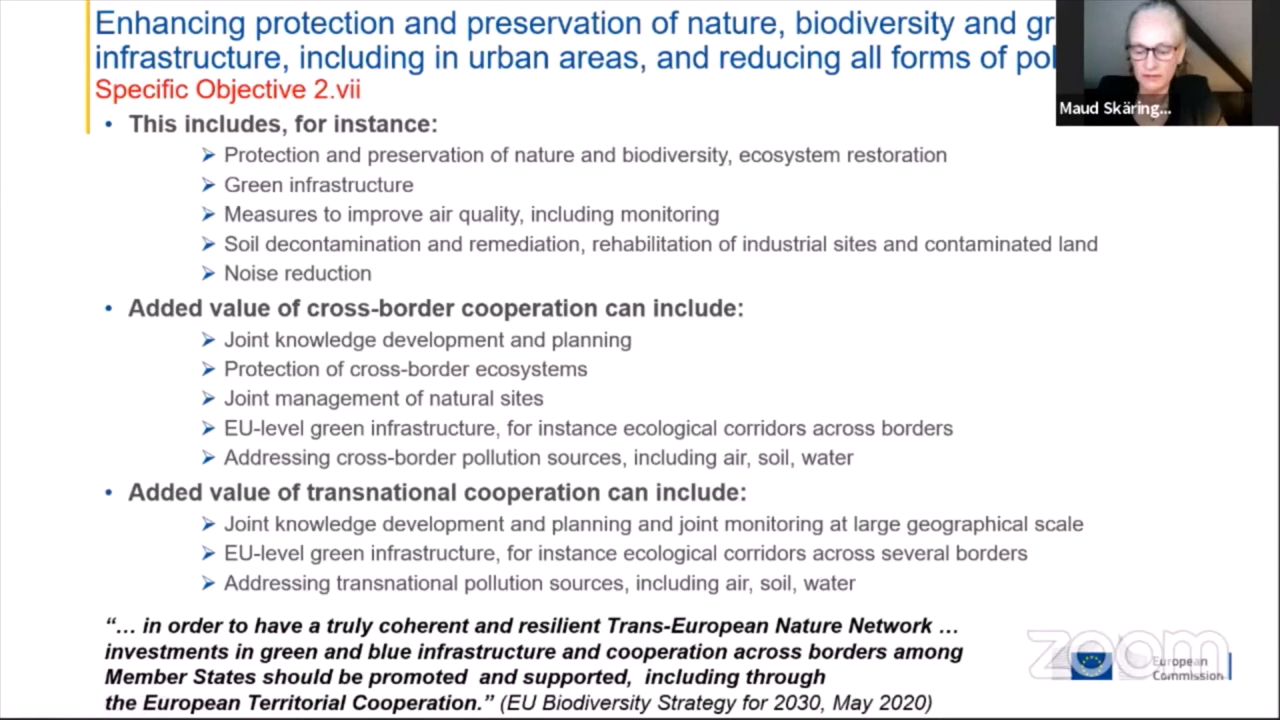 Enhancing protection and preservation of nature, biodiversity and gr
infrastructure, including in urban areas, and reducing all forms of pol
Specific Objective 2.vii
Maud Skäring...
• This includes, for instance:
➢ Protection and preservation of nature and biodiversity, ecosystem restoration
➢ Green infrastructure
➢ Measures to improve air quality, including monitoring
➢ Soil decontamination and remediation, rehabilitation of industrial sites and contaminated land
➢ Noise reduction
• Added value of cross-border cooperation can include:
➢ Joint knowledge development and planning
➢ Protection of cross-border ecosystems
➢ Joint management of natural sites
➢ EU-level green infrastructure, for instance ecological corridors across borders
➢ Addressing cross-border pollution sources, including air, soil, water
• Added value of transnational cooperation can include:
➢ Joint knowledge development and planning and joint monitoring at large geographical scale
➢ EU-level green infrastructure, for instance ecological corridors across several borders
➢ Addressing transnational pollution sources, including air, soil, water
“… in order to have a truly coherent and resilient Trans-European Nature Network …
investments in green and blue infrastructure and cooperation across borders among
Member States should be promoted and supported, including through
the European Territorial Cooperation.” (EU Biodiversity Strategy for 2030, May 2020)
zoom
European
Commission